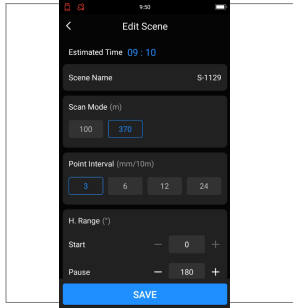 9:50
Edit Scene
Estimated Time 09 : 10
Scene Name S-1129
Scan Mode (m)
100 370
Point Interval (mm/10m)
3 6 12 24
H. Range (°)
Start — 0 +
Pause — 180 +
SAVE